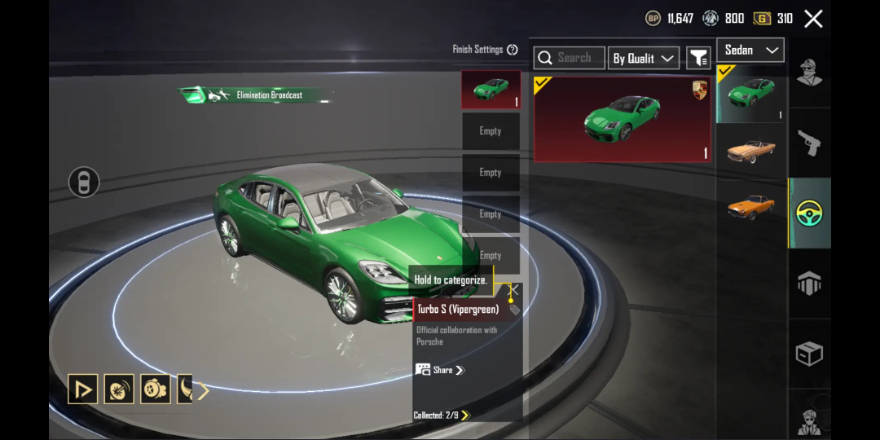 BP 11,647 800 G 310
Finish Settings ?
Search
By Qualit
Sedan
Elimination Broadcast
1
Empty
Empty
Empty
Empty
1
1
Hold to categorize.
Turbo S (Vipergreen)
Official collaboration with
Porsche
Share
Collected: 2/9